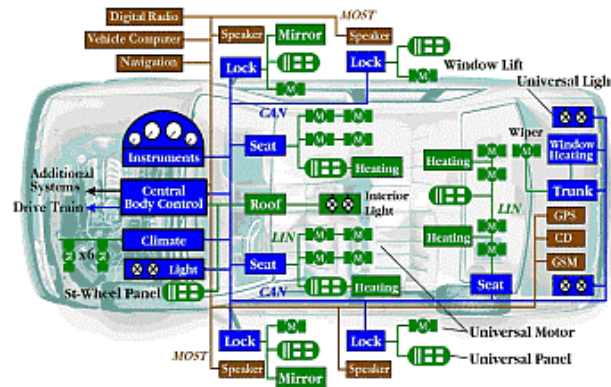 Digital Radio
MOST
Vehicle Computer
Speaker
Mirror
Speaker
Navigation
Lock
Lock
M
Window Lift
M
Universal Light
CAN
M M
Wiper
Instruments
Seat
M M
M M
Window
Heating
Additional
Systems
Heating
Heating
M
Central
Body Control
Trunk
Drive Train
Roof
Interior
Light
LIN
GPS
x6
Climate
LIN
M M
Heating
M
CD
M M
M
Light
Seat
GSM
St-Wheel Panel
CAN
Heating
Seat
Universal Motor
Lock
M
Lock
M
MOST
Speaker
Speaker
Universal Panel
Mirror